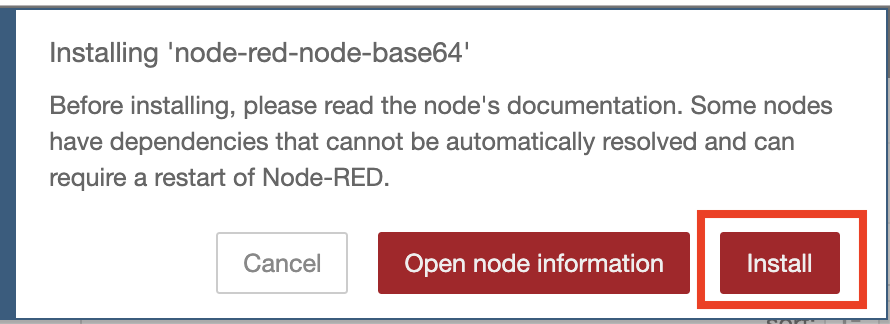 Installing 'node-red-node-base64'
Before installing, please read the node's documentation. Some nodes
have dependencies that cannot be automatically resolved and can
require a restart of Node-RED.
Cancel
Open node information
Install